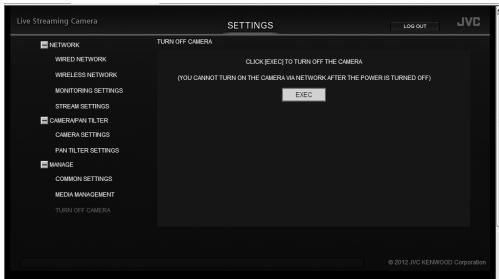 Live Streaming Camera
SETTINGS
LOG OUT
JVC
NETWORK
WIRED NETWORK
WIRELESS NETWORK
MONITORING SETTINGS
STREAM SETTINGS
CAMERA/PAN TILTER
CAMERA SETTINGS
PAN TILTER SETTINGS
MANAGE
COMMON SETTINGS
MEDIA MANAGEMENT
TURN OFF CAMERA
TURN OFF CAMERA
CLICK [EXEC] TO TURN OFF THE CAMERA
(YOU CANNOT TURN ON THE CAMERA VIA NETWORK AFTER THE POWER IS TURNED OFF)
EXEC
© 2012 JVC KENWOOD Corporation